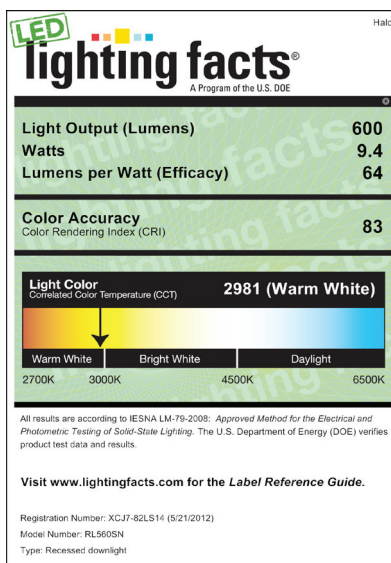 Halo
LED
lighting facts®
A Program of the U.S. DOE
Light Output (Lumens) 600
Watts 9.4
Lumens per Watt (Efficacy) 64
Color Accuracy
Color Rendering Index (CRI) 83
Light Color
Correlated Color Temperature (CCT) 2981 (Warm White)
Warm White Bright White Daylight
2700K 3000K 4500K 6500K
All results are according to IESNA LM-79-2008: Approved Method for the Electrical and
Photometric Testing of Solid-State Lighting. The U.S. Department of Energy (DOE) verifies
product test data and results.
Visit www.lightingfacts.com for the Label Reference Guide.
Registration Number: XCJ7-82LS14 (5/21/2012)
Model Number: RL560SN
Type: Recessed downlight